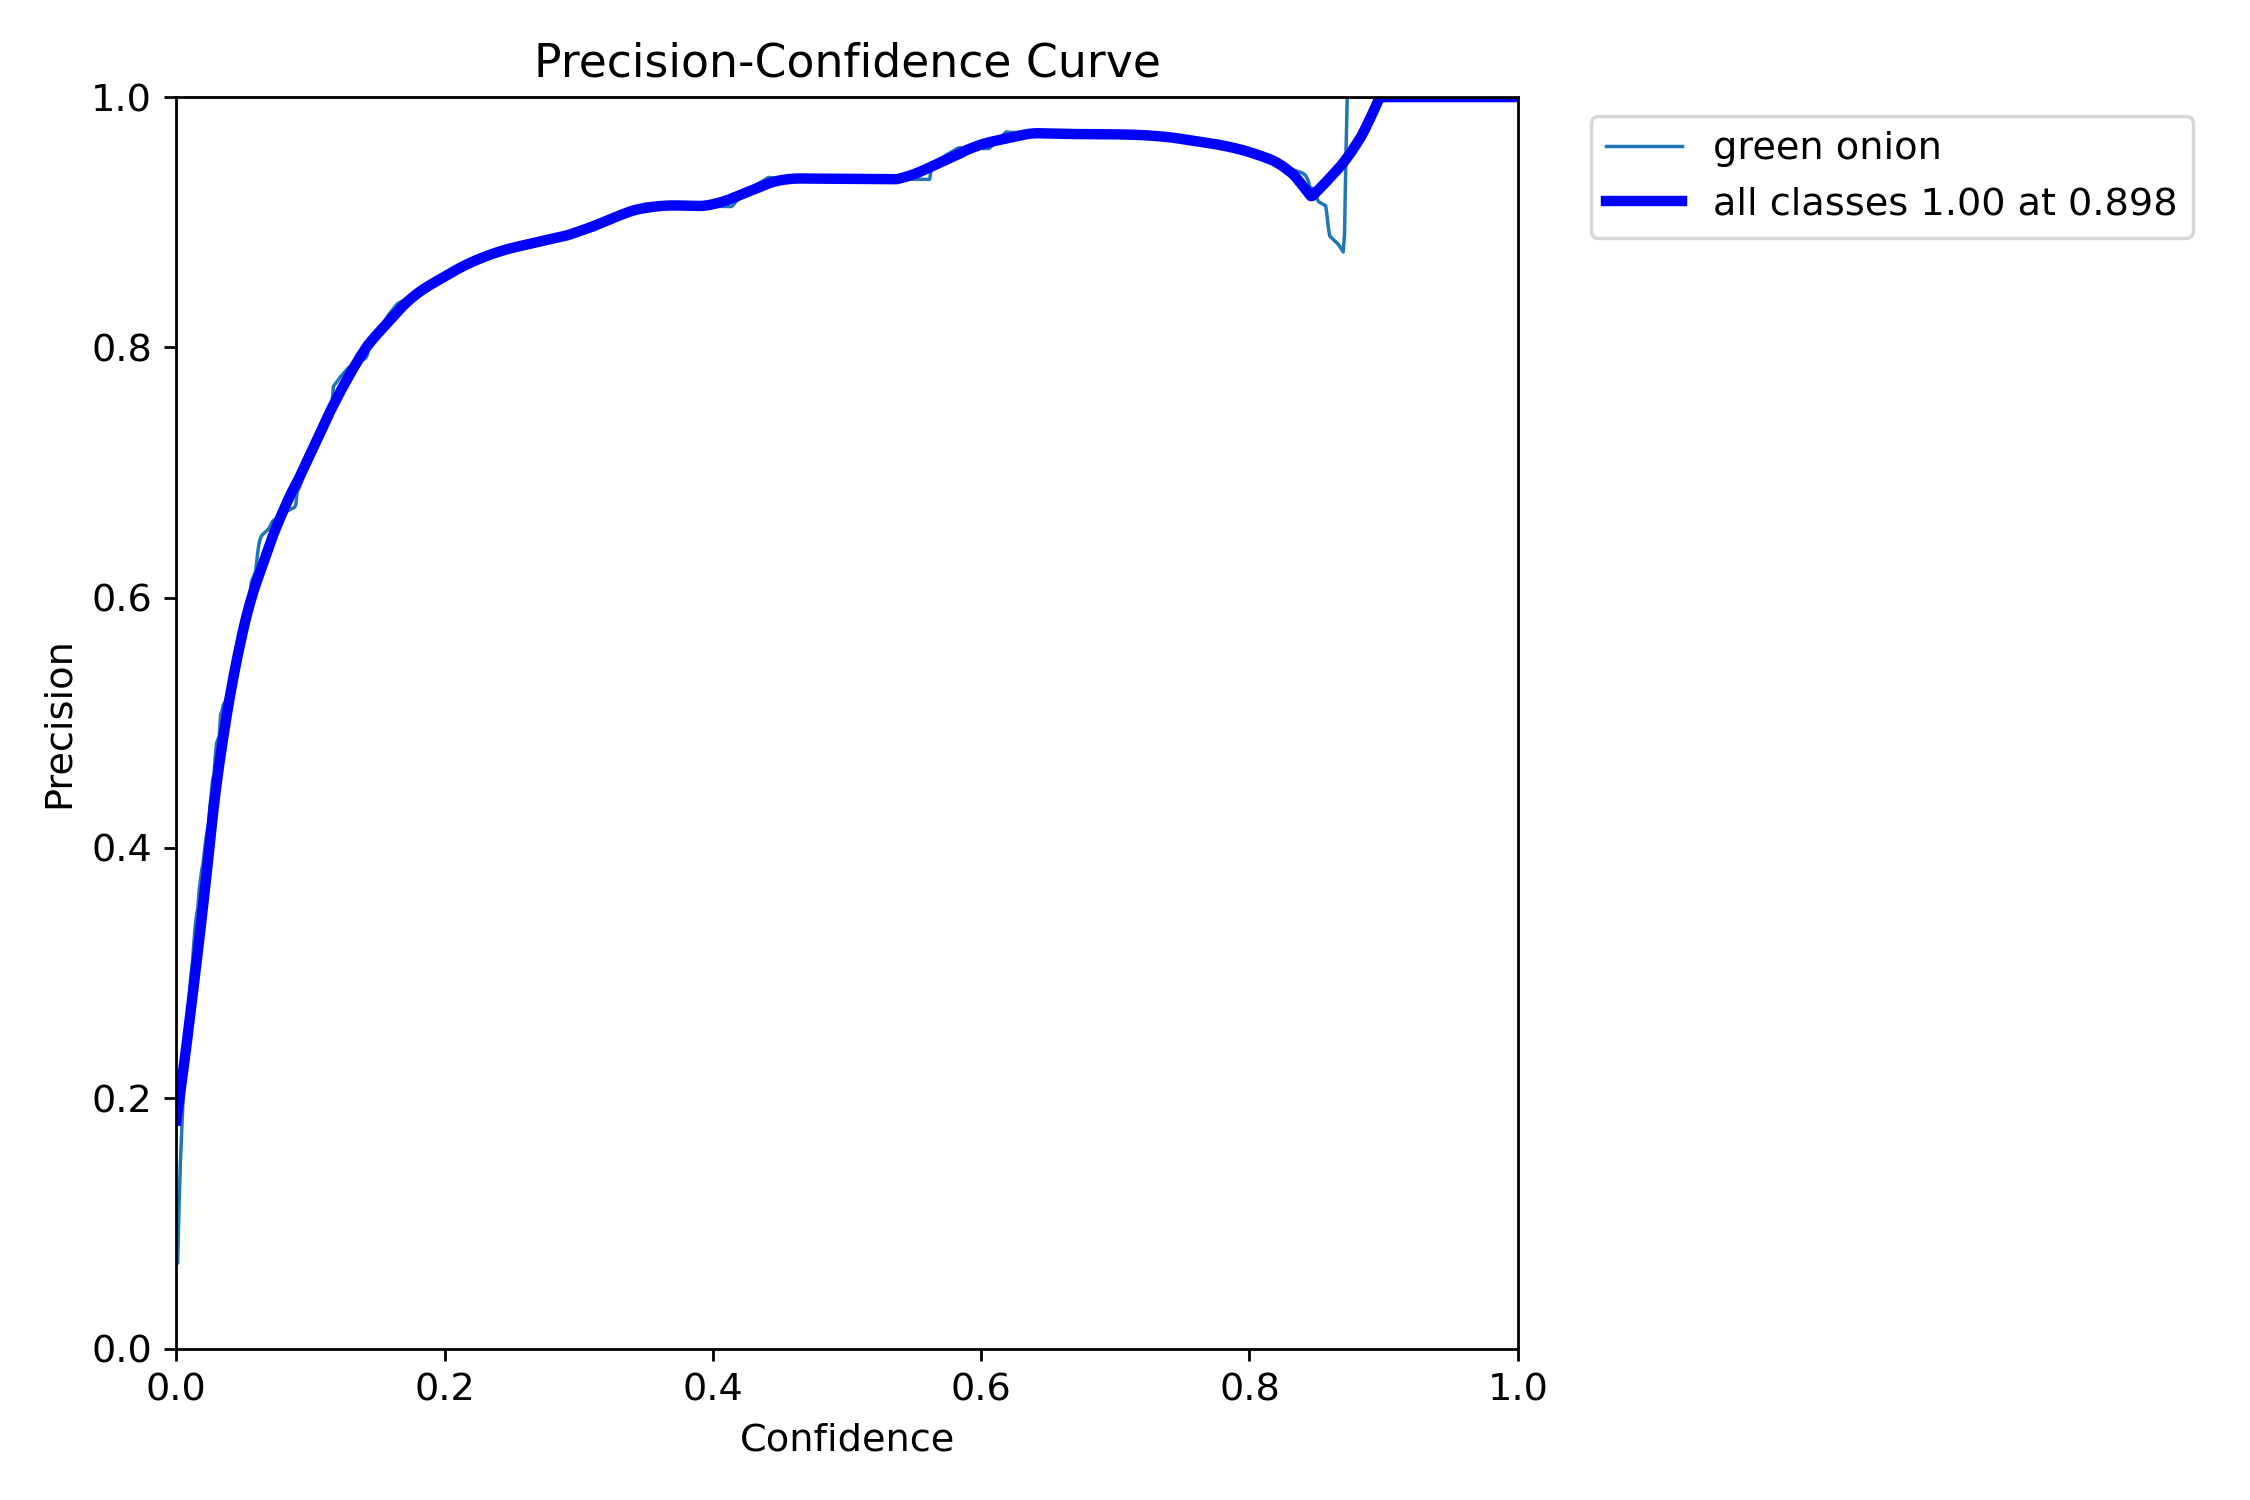 Precision-Confidence Curve
1.0
0.8
0.6
0.4
0.2
0.0
Precision
0.0 0.2 0.4 0.6 0.8 1.0
Confidence
green onion
all classes 1.00 at 0.898